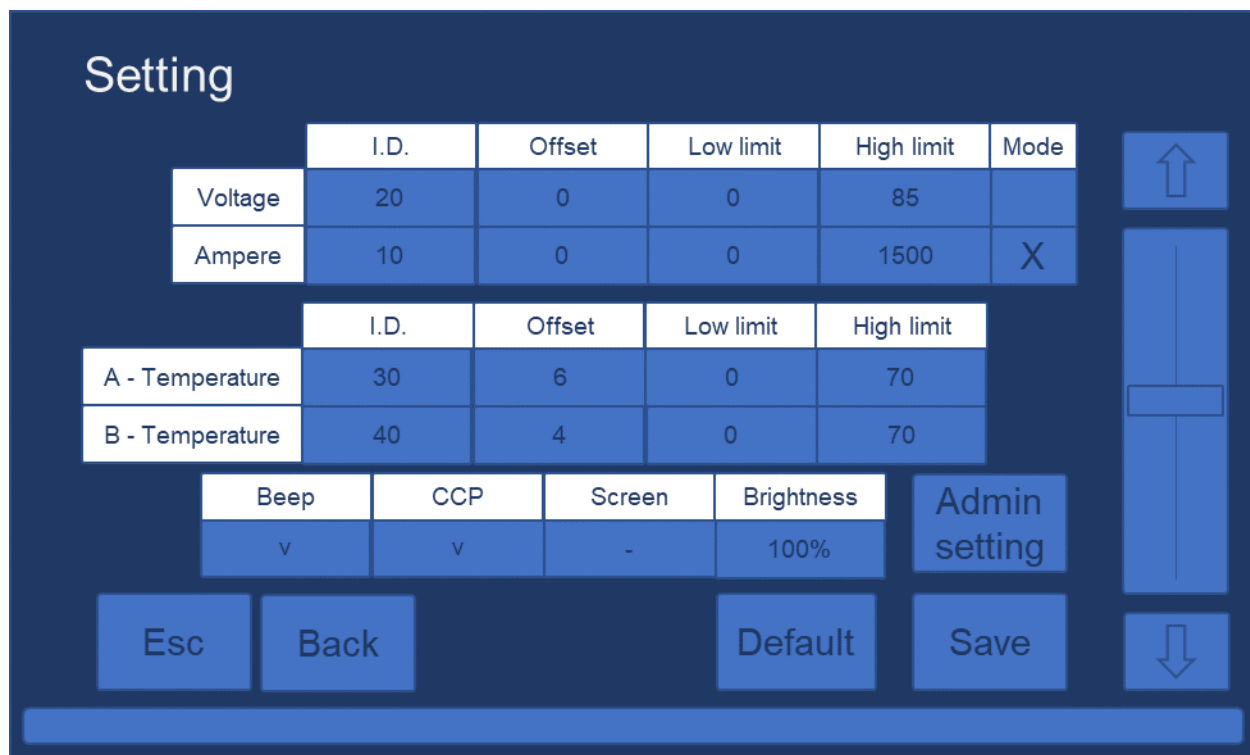 Setting
I.D. Offset Low limit High limit Mode
Voltage 20 0 0 85
Ampere 10 0 0 1500 X
I.D. Offset Low limit High limit
A - Temperature 30 6 0 70
B - Temperature 40 4 0 70
Beep CCP Screen Brightness
v v - 100%
Admin
setting
Esc Back Default Save